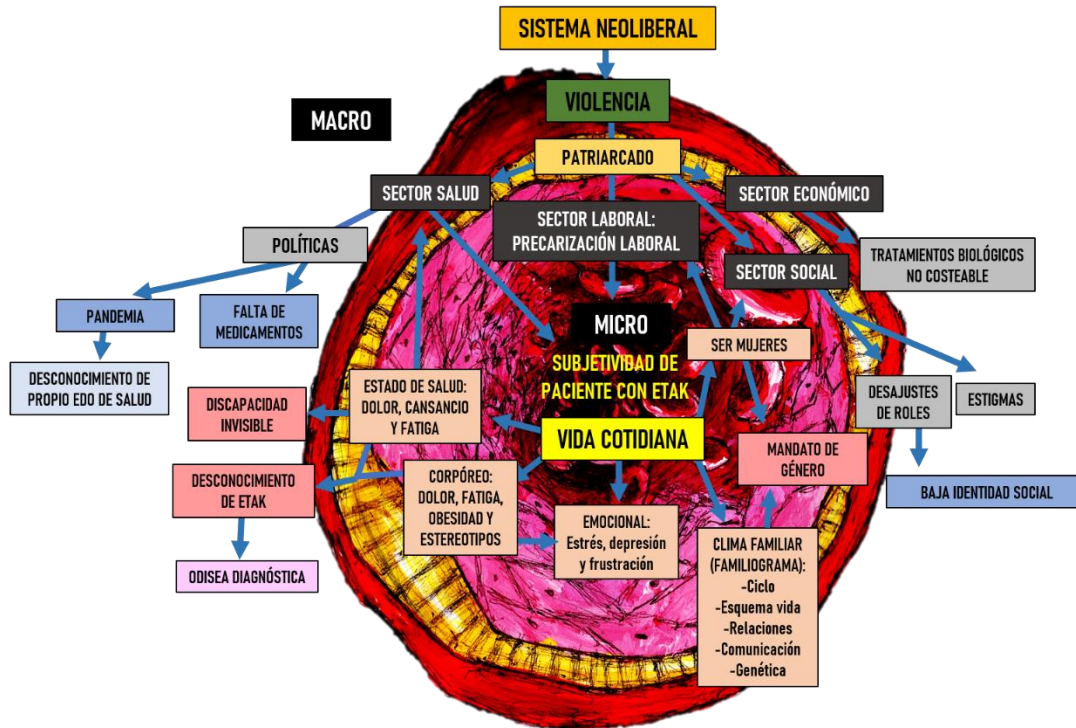 SISTEMA NEOLIBERAL
VIOLENCIA
MACRO
PATRIARCADO
SECTOR SALUD
SECTOR ECONÓMICO
SECTOR LABORAL:
PRECARIZACIÓN LABORAL
POLÍTICAS
SECTOR SOCIAL
TRATAMIENTOS BIOLÓGICOS
NO COSTEABLE
PANDEMIA
FALTA DE
MEDICAMENTOS
MICRO
SER MUJERES
SUBJETIVIDAD DE
PACIENTE CON ETAK
DESCONOCIMIENTO DE
PROPIO EDO DE SALUD
DISCAPACIDAD
INVISIBLE
ESTADO DE SALUD:
DOLOR, CANSANCIO
Y FATIGA
VIDA COTIDIANA
DESAJUSTES
DE ROLES
ESTIGMAS
MANDATO DE
GÉNERO
DESCONOCIMIENTO
DE ETAK
CORPÓREO:
DOLOR, FATIGA,
OBESIDAD Y
ESTEREOTIPOS
BAJA IDENTIDAD SOCIAL
EMOCIONAL:
Estrés, depresión
y frustración
CLIMA FAMILIAR
(FAMILIOGRAMA):
-Ciclo
-Esquema vida
-Relaciones
-Comunicación
-Genética
ODISEA DIAGNÓSTICA